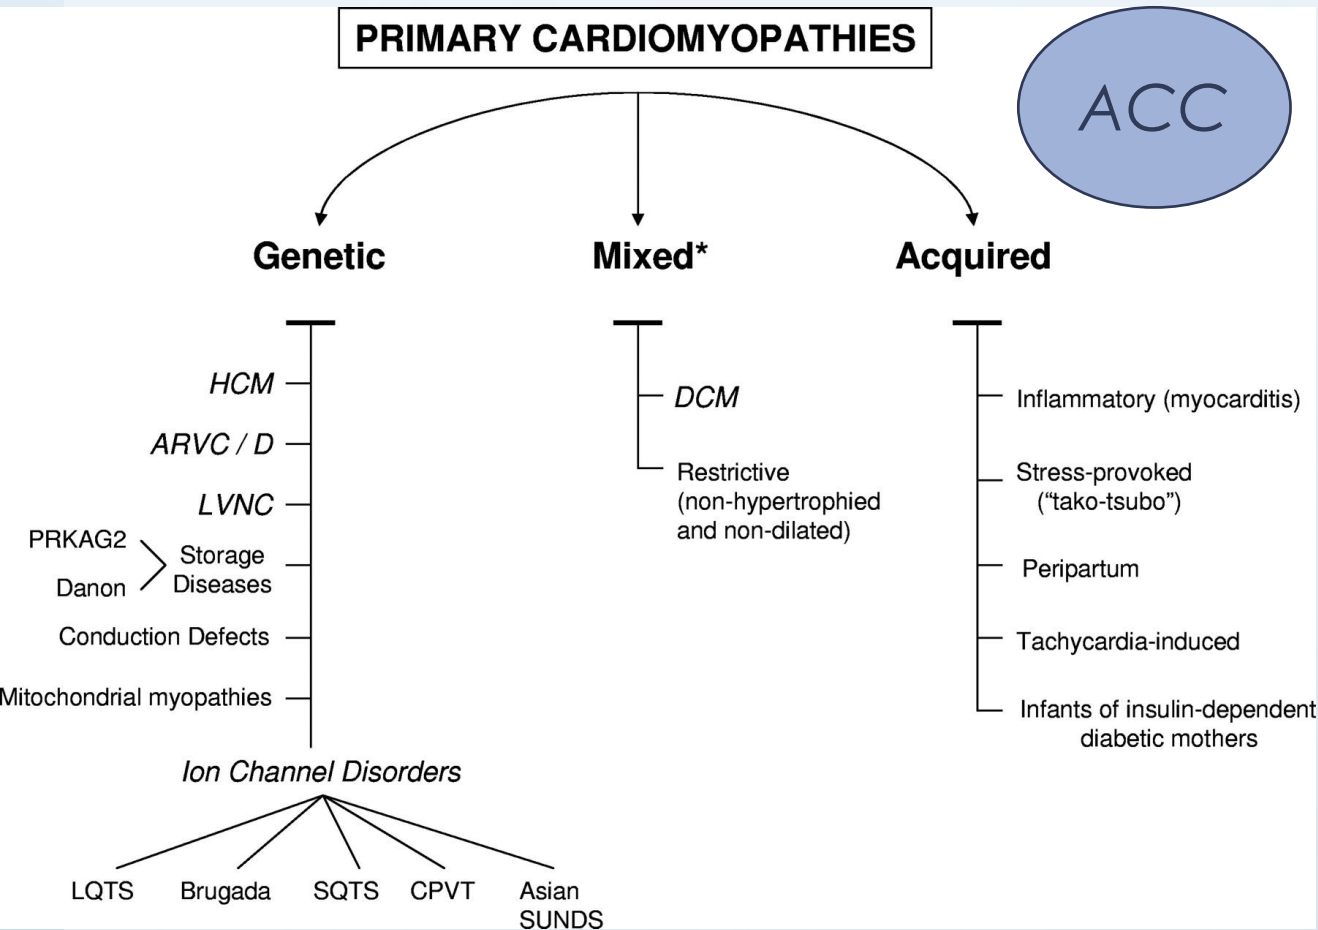 PRIMARY CARDIOMYOPATHIES
ACC
Genetic
Mixed*
Acquired
HCM
ARVC / D
LVNC
PRKAG2
Danon
Storage
Diseases
Conduction Defects
Mitochondrial myopathies
Ion Channel Disorders
LQTS
Brugada
SQTS
CPVT
Asian
SUNDS
DCM
Restrictive
(non-hypertrophied
and non-dilated)
Inflammatory (myocarditis)
Stress-provoked
(“tako-tsubo”)
Peripartum
Tachycardia-induced
Infants of insulin-dependent
diabetic mothers